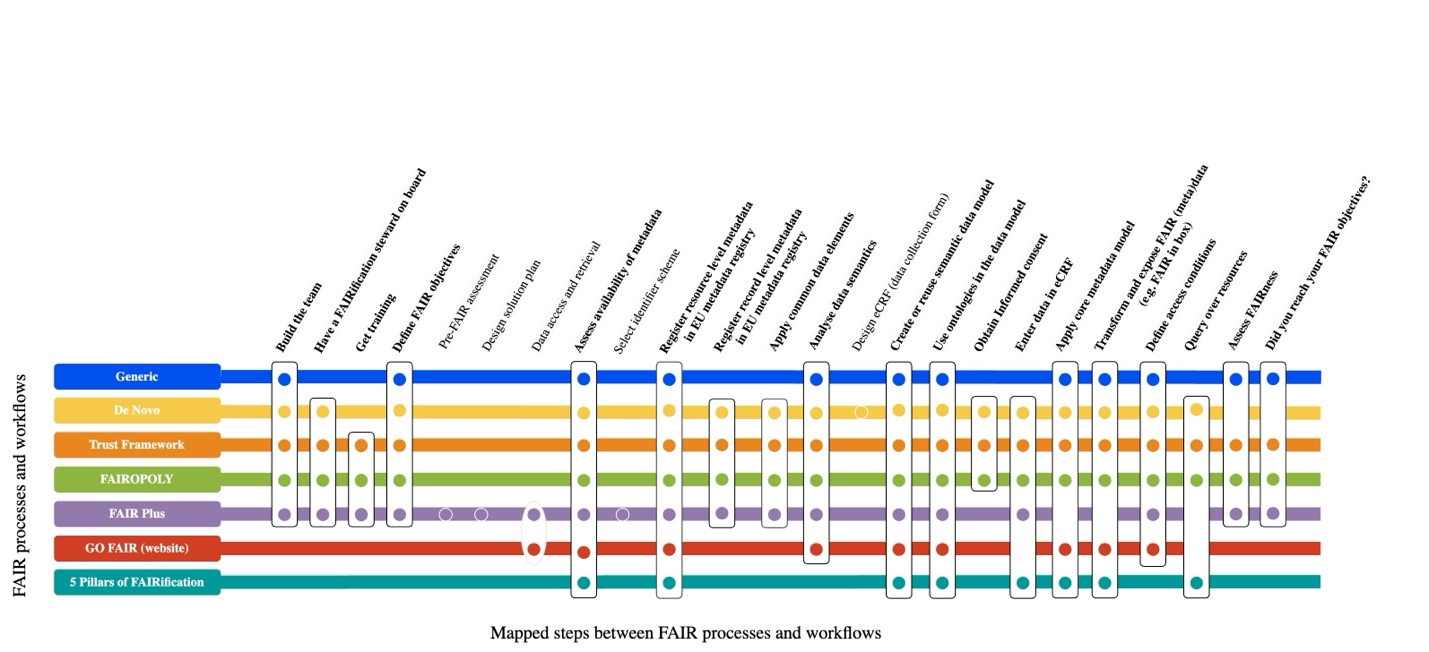 Build the team
Have a FAIRification steward on board
Get training
Define FAIR objectives
Pre-FAIR assessment
Design solution plan
Data access and retrieval
Assess availability of metadata
Select identifier scheme
Register resource level metadata
in EU metadata registry
Register record level metadata
in EU metadata registry
Apply common data elements
Analyse data semantics
Design eCRF (data collection form)
Create or reuse semantic data model
Use ontologies in the data model
Obtain Informed consent
Enter data in eCRF
Apply core metadata model
Transform and expose FAIR (meta)data
(e.g. FAIR in box)
Define access conditions
Query over resources
Assess FAIRness
Did you reach your FAIR objectives?
FAIR processes and workflows
Generic
De Novo
Trust Framework
FAIROPOLY
FAIR Plus
GO FAIR (website)
5 Pillars of FAIRification
Mapped steps between FAIR processes and workflows